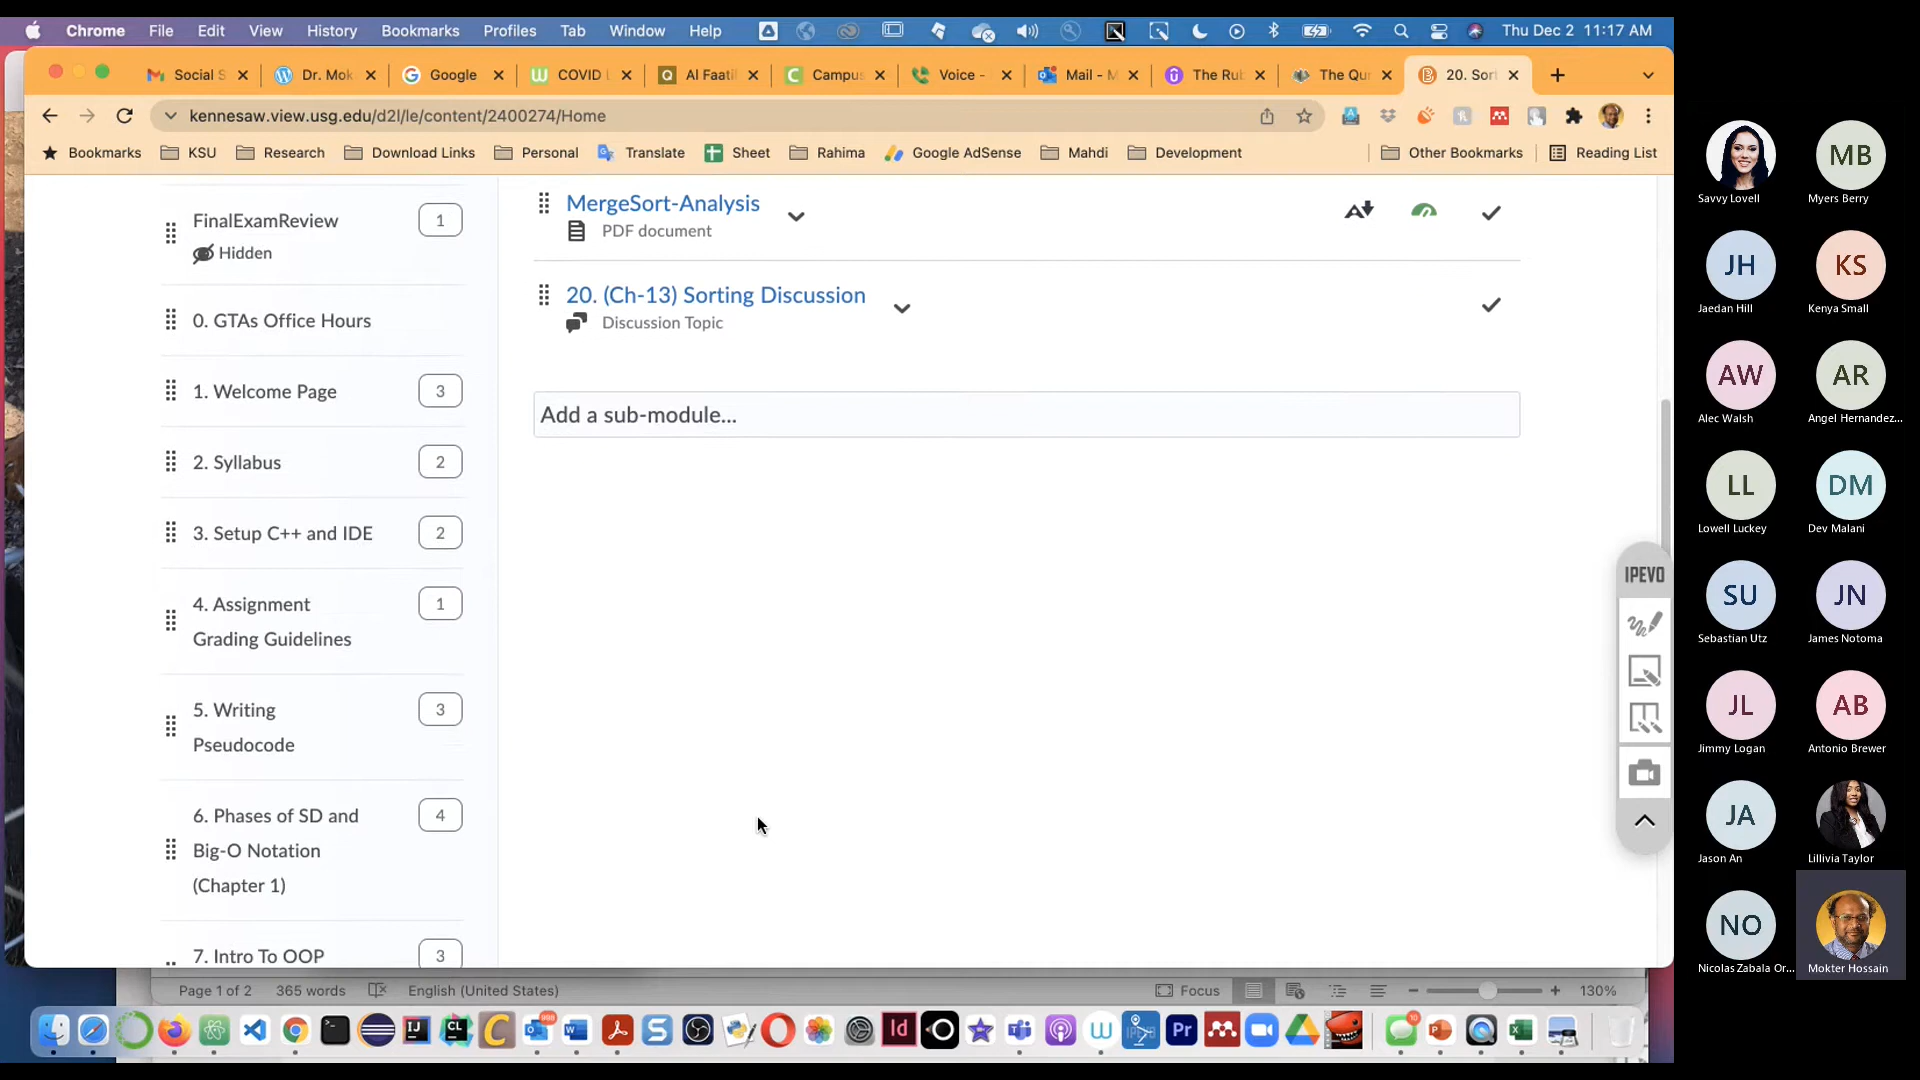 Chrome File Edit View History Bookmarks Profiles Tab Window Help Thu Dec 2 11:17 AM
Social S Dr. Mok Google COVID Al Faati Campus Voice - Mail - M The Rub The Qur 20. Sor
kennesaw.view.usg.edu/d2l/le/content/2400274/Home
Bookmarks KSU Research Download Links Personal Translate Sheet Rahima Google AdSense Mahdi Development Other Bookmarks Reading List
FinalExamReview 1
Hidden
0. GTAs Office Hours
1. Welcome Page 3
2. Syllabus 2
3. Setup C++ and IDE 2
4. Assignment 1
Grading Guidelines
5. Writing 3
Pseudocode
6. Phases of SD and 4
Big-O Notation
(Chapter 1)
7. Intro To OOP 3
MergeSort-Analysis
PDF document
20. (Ch-13) Sorting Discussion
Discussion Topic
Add a sub-module...
IPEVO
Page 1 of 2 365 words English (United States) Focus 130%
Savvy Lovell
MB
Myers Berry
JH
Jaedan Hill
KS
Kenya Small
AW
Alec Walsh
AR
Angel Hernandez...
LL
Lowell Luckey
DM
Dev Malani
SU
Sebastian Utz
JN
James Notoma
JL
Jimmy Logan
AB
Antonio Brewer
JA
Jason An
Lillivia Taylor
NO
Nicolas Zabala Or...
Mokter Hossain